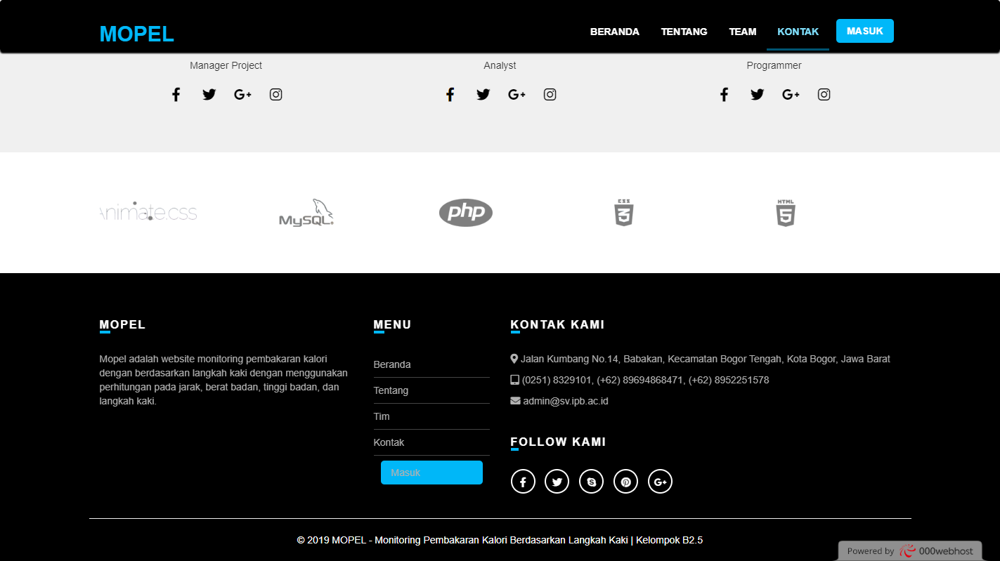 MOPEL
BERANDA TENTANG TEAM KONTAK MASUK
Manager Project
Analyst
Programmer
Animate.css
MySQL
php
CSS
3
HTML
5
MOPEL
Mopel adalah website monitoring pembakaran kalori
dengan berdasarkan langkah kaki dengan menggunakan
perhitungan pada jarak, berat badan, tinggi badan, dan
langkah kaki.
MENU
Beranda
Tentang
Tim
Kontak
Masuk
KONTAK KAMI
Jalan Kumbang No.14, Babakan, Kecamatan Bogor Tengah, Kota Bogor, Jawa Barat
(0251) 8329101, (+62) 89694868471, (+62) 8952251578
admin@sv.ipb.ac.id
FOLLOW KAMI
© 2019 MOPEL - Monitoring Pembakaran Kalori Berdasarkan Langkah Kaki | Kelompok B2.5
Powered by 000webhost